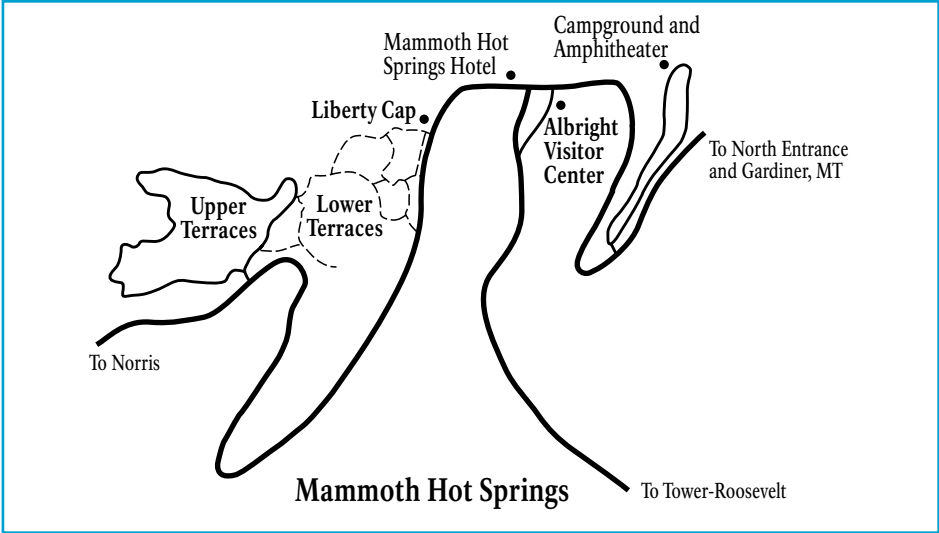 Campground and
Amphitheater
Mammoth Hot
Springs Hotel
Liberty Cap
Albright
Visitor
Center
To North Entrance
and Gardiner, MT
Upper
Terraces
Lower
Terraces
To Norris
Mammoth Hot Springs
To Tower-Roosevelt